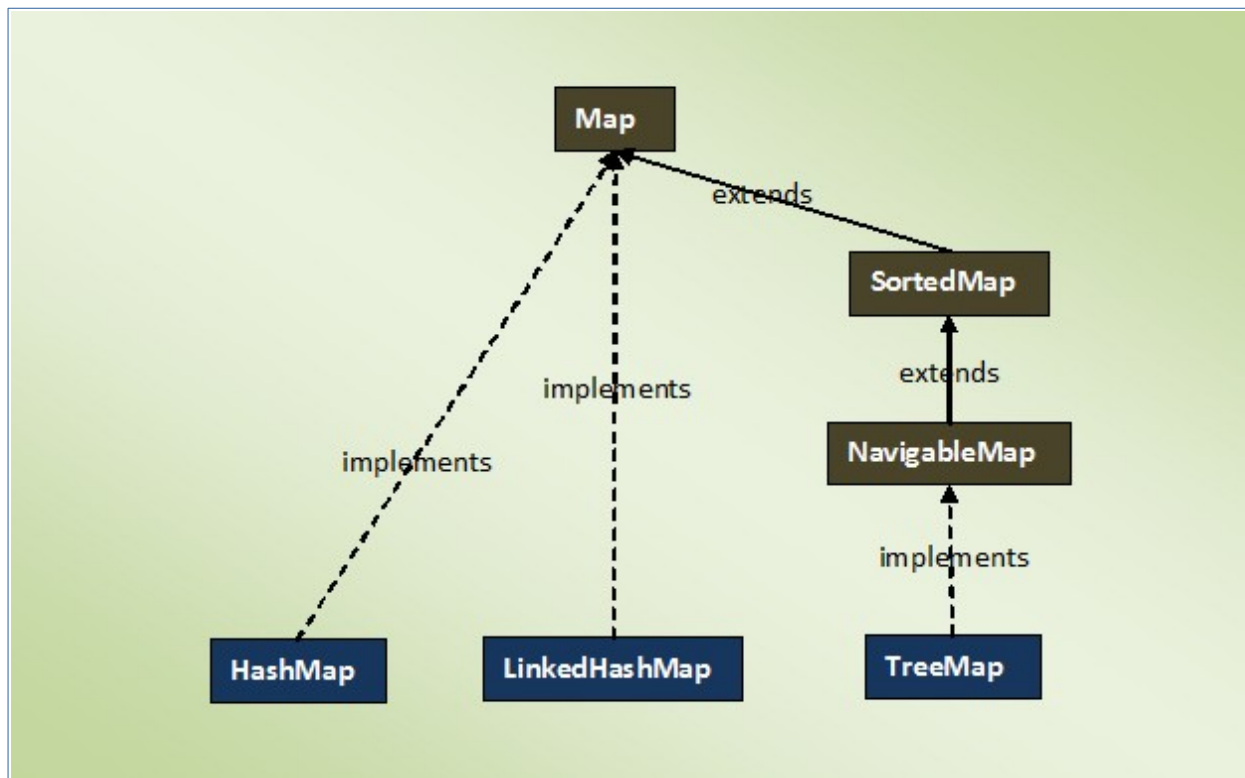 Map
extends
SortedMap
extends
implements
NavigableMap
implements
implements
HashMap
LinkedHashMap
TreeMap